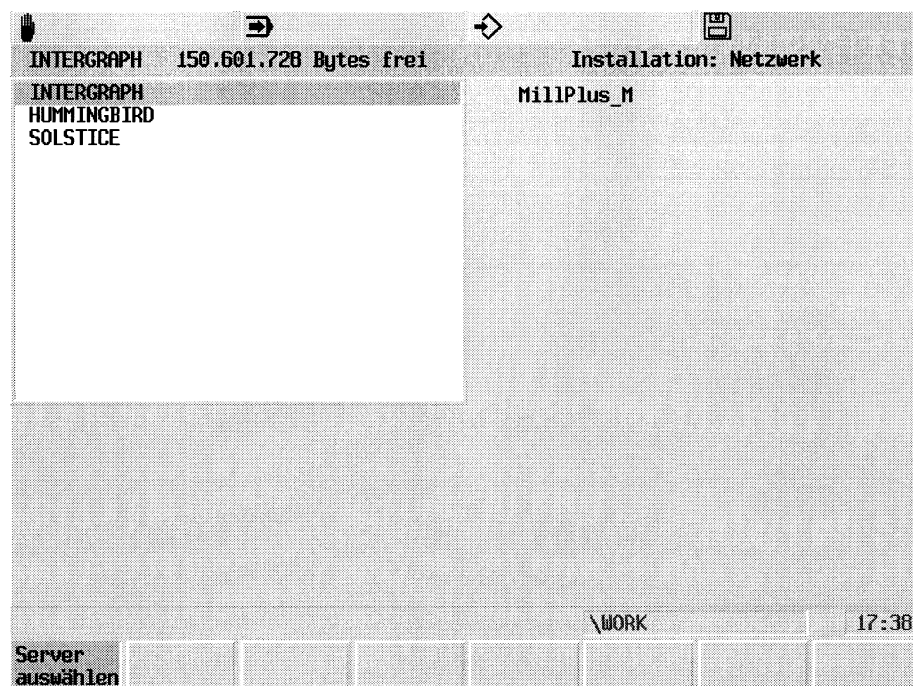 INTERGRAPH 150.601.728 Bytes frei Installation: Netzwerk
INTERGRAPH MillPlus_M
HUMMINGBIRD
SOLSTICE
\WORK 17:38
Server
auswählen